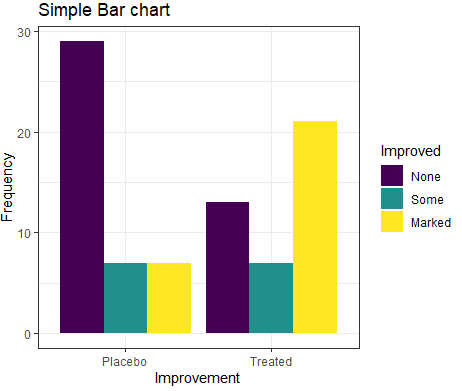 Simple Bar chart
30
20
10
0
Frequency
Placebo
Treated
Improvement
Improved
None
Some
Marked